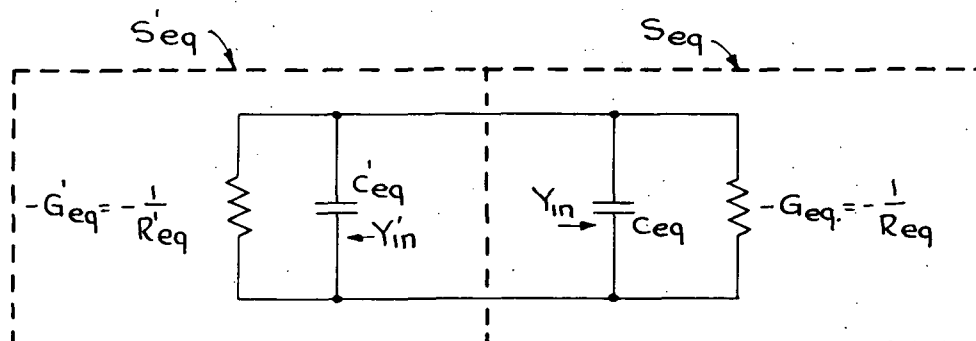 S'eq
Seq
-G'eq = -1/R'eq
C'eq
Y'in
Yin
Ceq
-Geq. = -1/Req